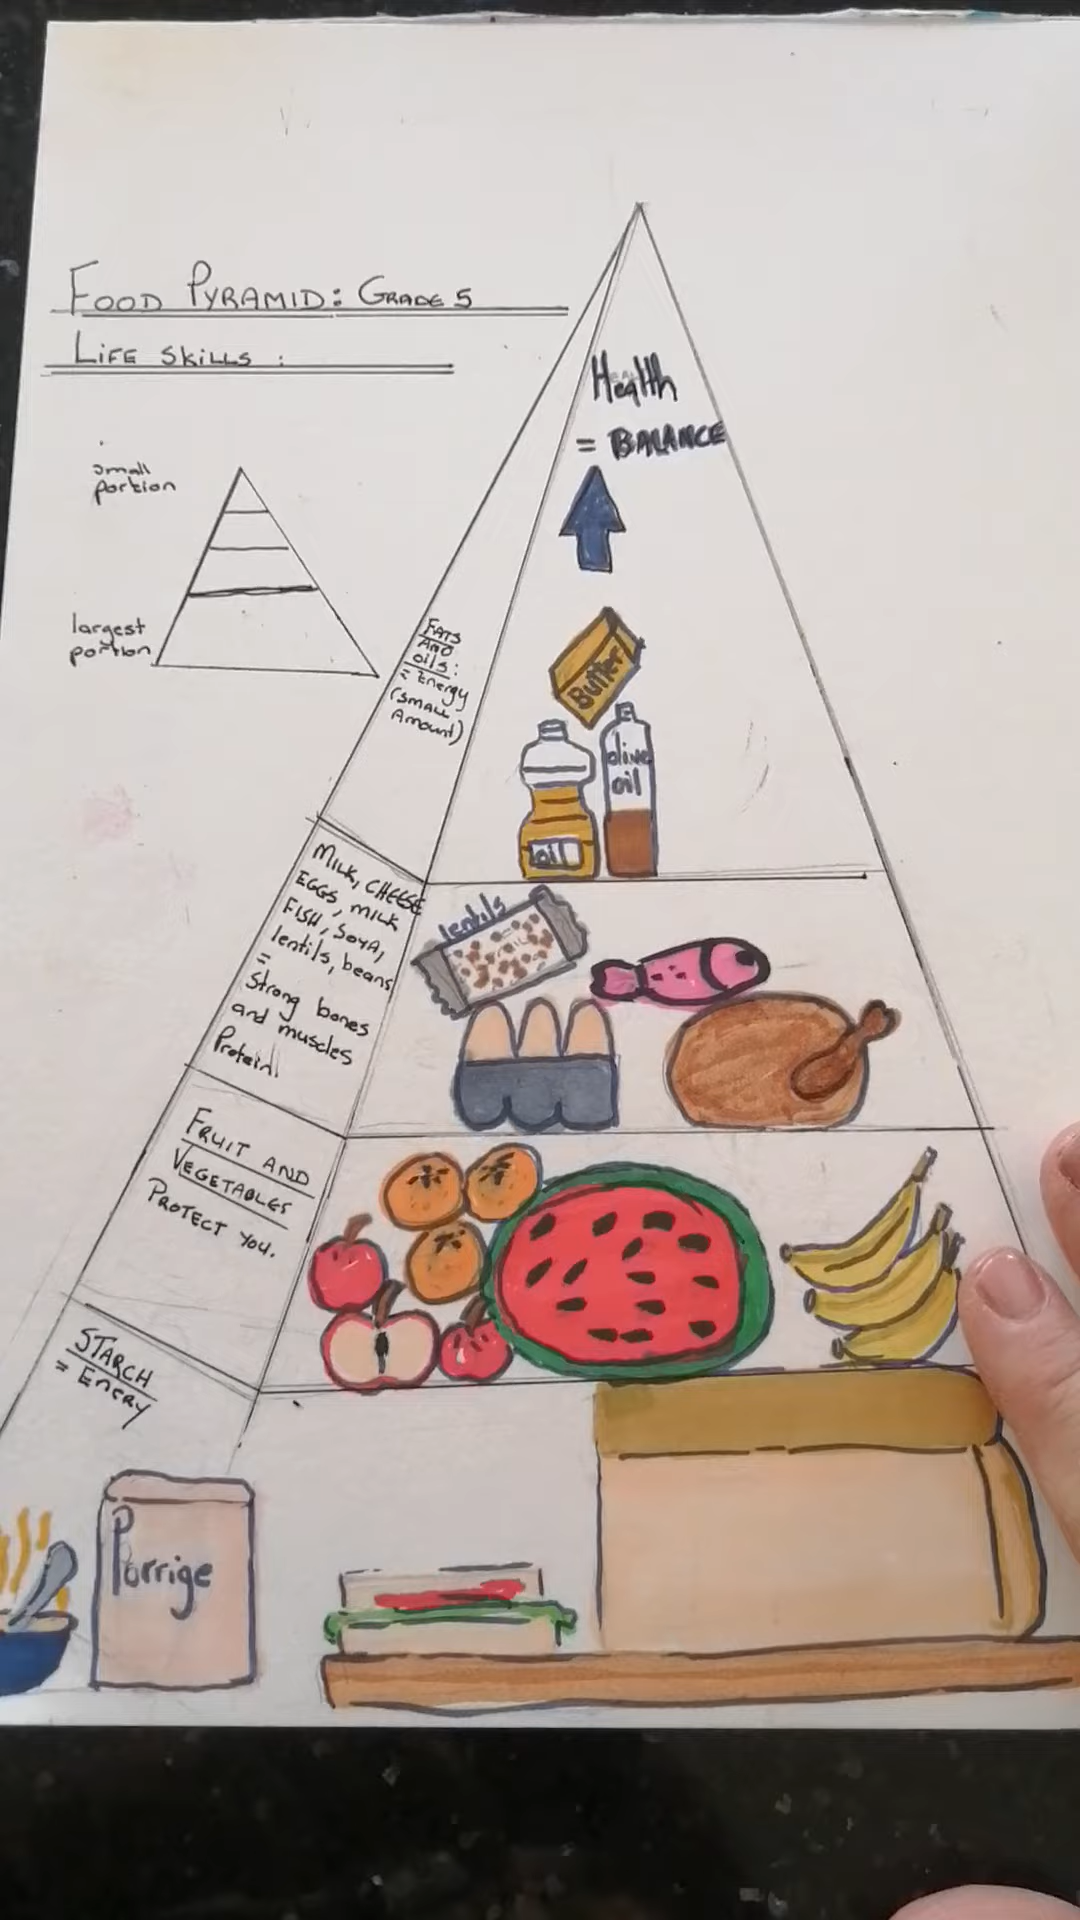 FOOD PYRAMID: GRADE 5
LIFE SKILLS :
Health
= BALANCE
small
portion
largest
portion
FATS
AND
oils:
= Energy
(SMALL
Amount)
Butter
olive
oil
oil
MILK, CHEESE
EGGS, MILK
FISH, SOYA,
lentils, beans
=
Strong bones
and muscles
Protein.
lentils
FRUIT AND
VEGETABLES
PROTECT YOU.
STARCH
= Enery
Porrige